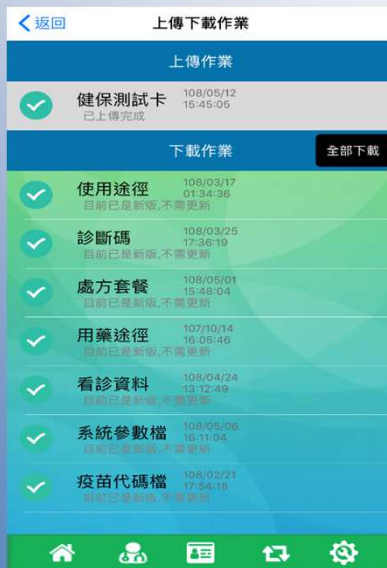 返回
上傳下載作業
上傳作業
健保測試卡
108/05/12
15:45:05
已上傳完成
下載作業
全部下載
使用途徑
108/03/17
01:34:36
目前已是新版,不需更新
診斷碼
108/03/25
17:36:19
目前已是新版,不需更新
處方套餐
108/05/01
15:48:04
目前已是新版,不需更新
用藥途徑
107/10/14
16:05:46
目前已是新版,不需更新
看診資料
108/04/24
13:12:49
目前已是新版,不需更新
系統參數檔
108/05/06
16:11:04
目前已是新版,不需更新
疫苗代碼檔
108/02/21
17:54:18
目前已是新版,不需更新